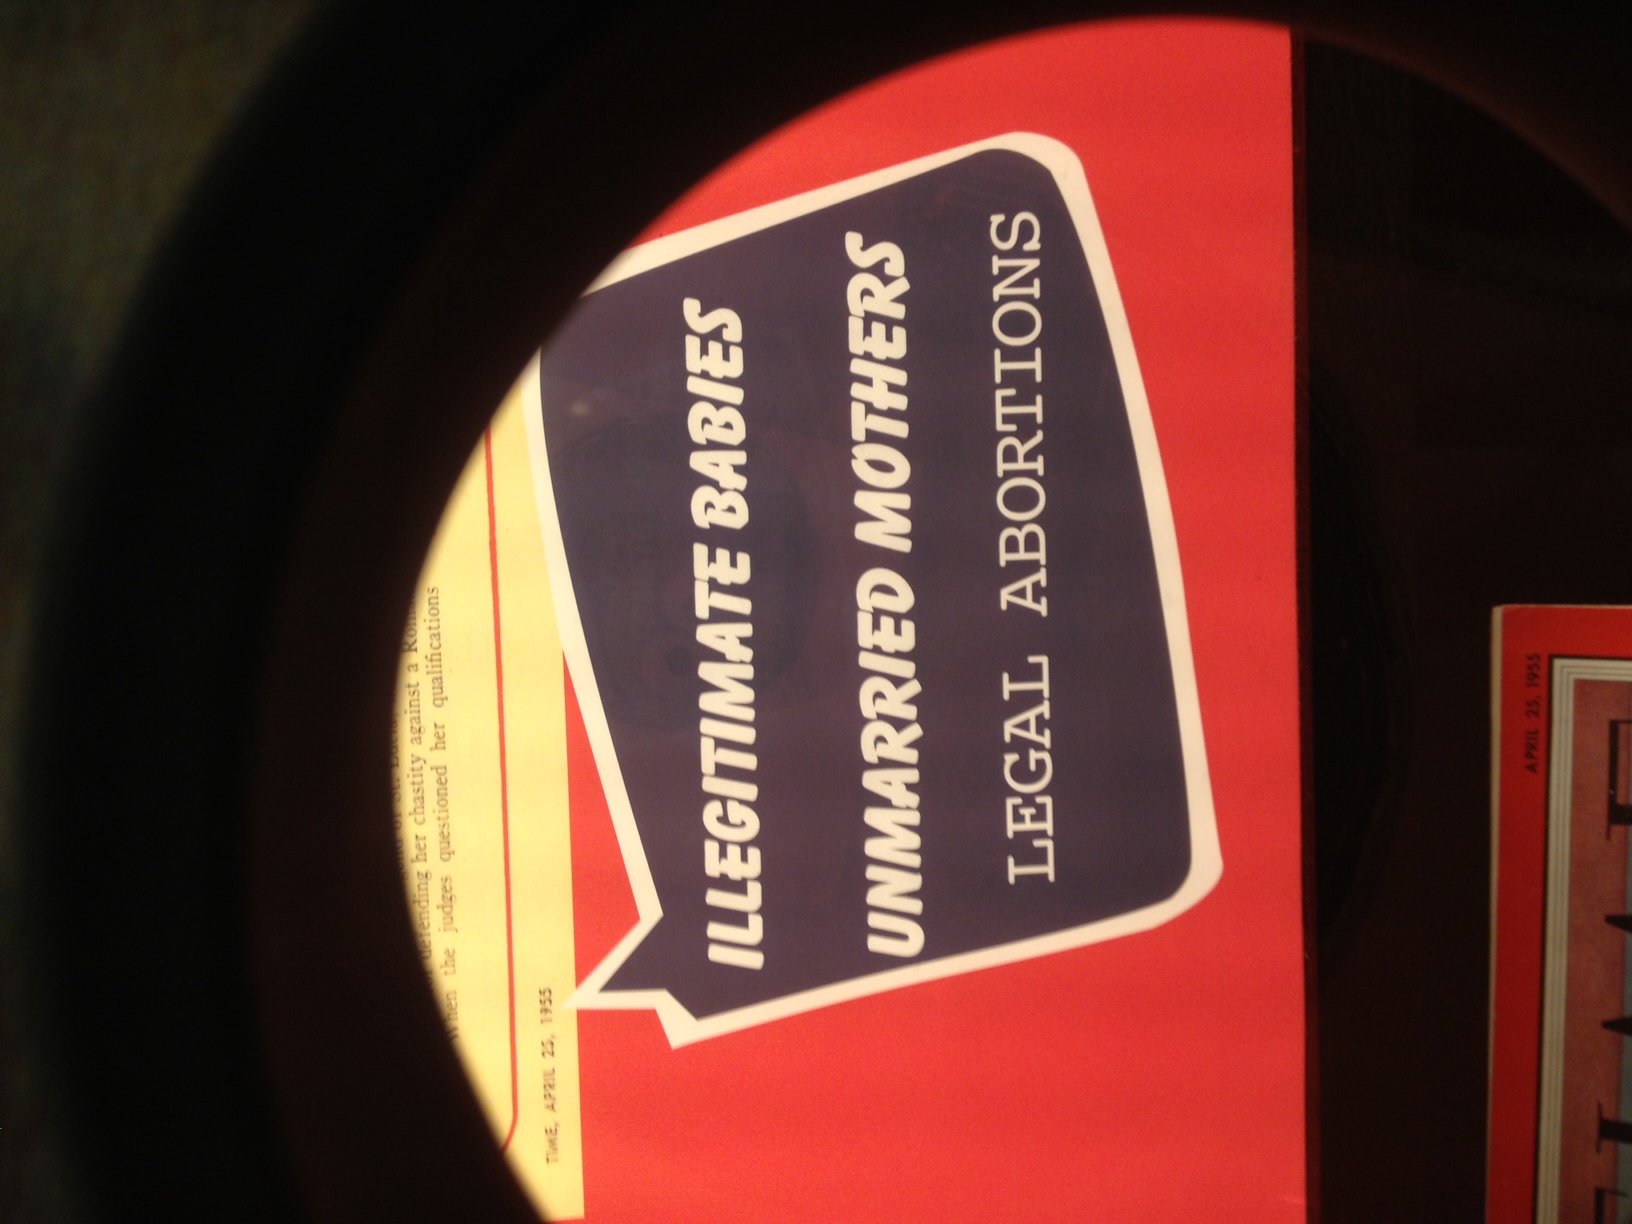 defending her chastity against a
When the judges questioned her qualifications
TIME, APRIL 25, 1955
ILLEGITIMATE BABIES
UNMARRIED MOTHERS
LEGAL ABORTIONS
APRIL 25, 1955
TIME